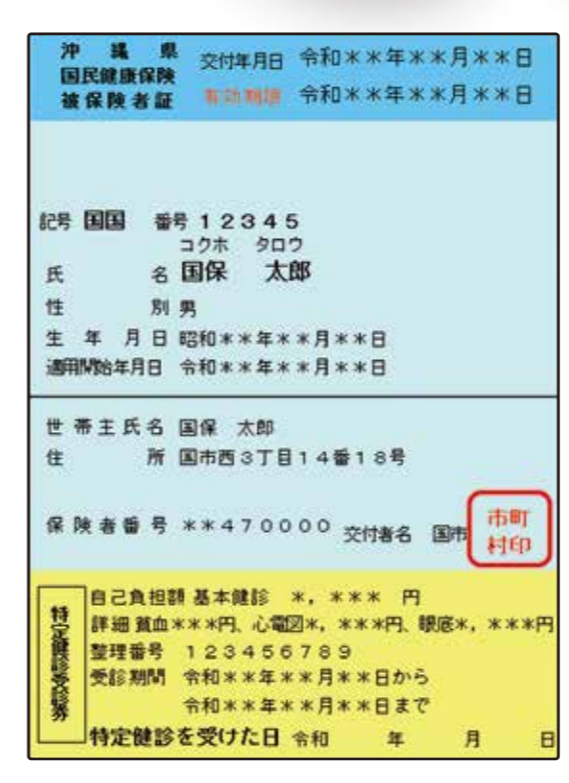 沖縄県 交付年月日 令和＊＊年＊＊月＊＊日
国民健康保険
被保険者証 有効期限 令和＊＊年＊＊月＊＊日
記号 国国 番号 12345
コクホ タロウ
氏名 国保 太郎
性別 男
生年月日 昭和＊＊年＊＊月＊＊日
適用開始年月日 令和＊＊年＊＊月＊＊日
世帯主氏名 国保 太郎
住所 国市西3丁目14番18号
保険者番号 ＊＊470000 交付者名 国市
市町
村印
特定健診受診券
自己負担額 基本健診 ＊，＊＊＊ 円
詳細 貧血＊＊＊円、心電図＊，＊＊＊円、眼底＊，＊＊＊円
整理番号 123456789
受診期間 令和＊＊年＊＊月＊＊日から
令和＊＊年＊＊月＊＊日まで
特定健診を受けた日 令和 年 月 日